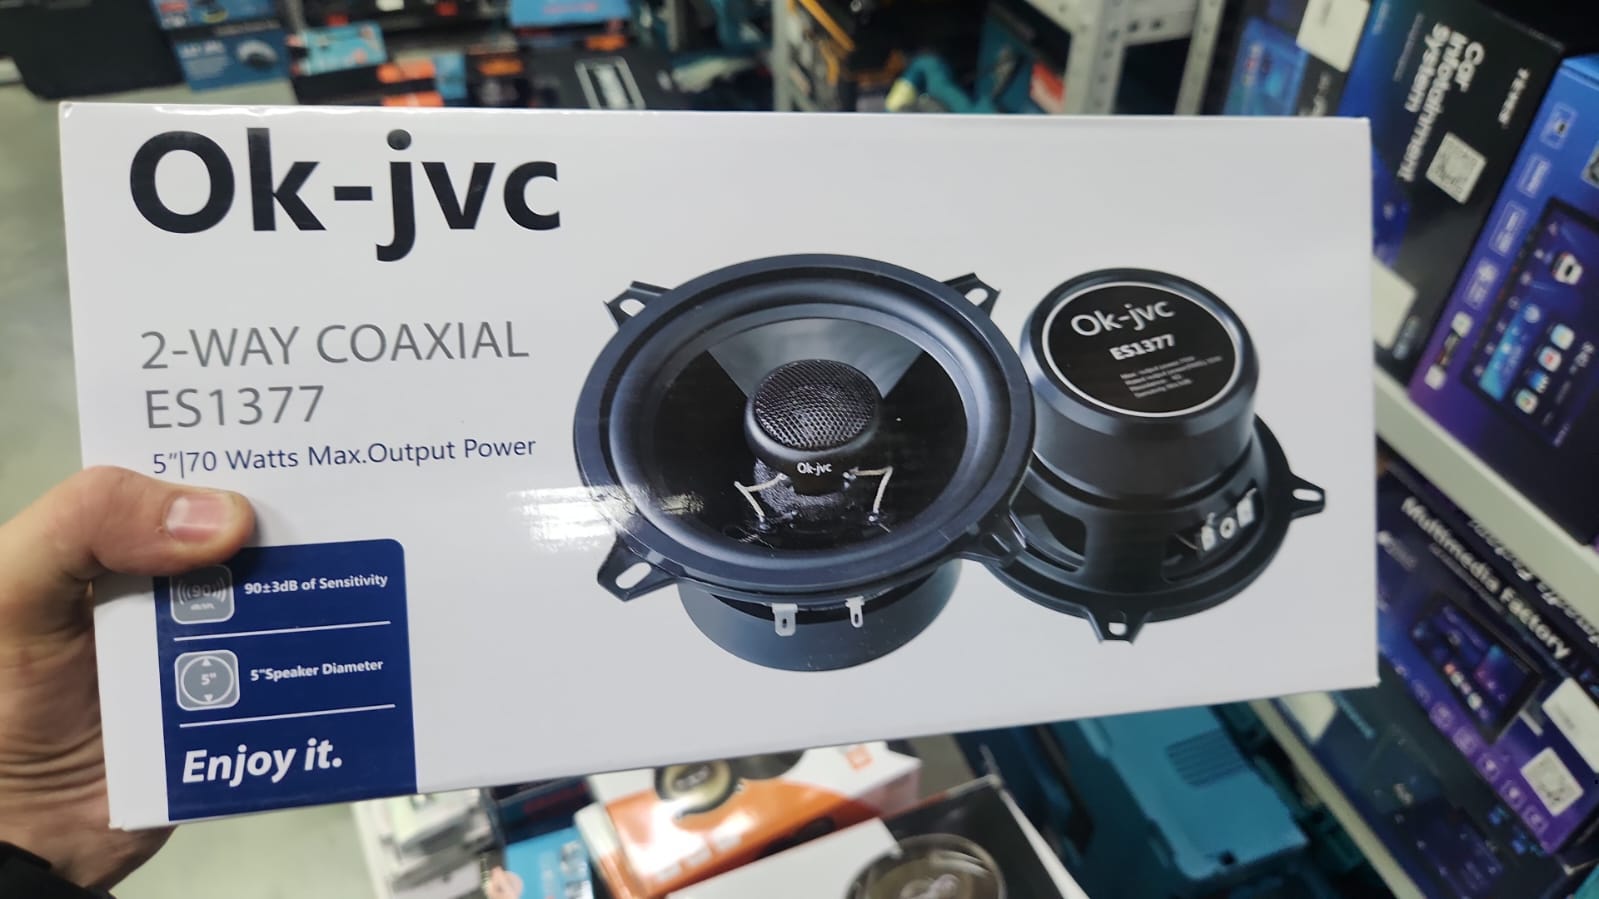 Ok-jvc
2-WAY COAXIAL
ES1377
5"|70 Watts Max.Output Power
90±3dB of Sensitivity
5"
5"Speaker Diameter
Enjoy it.
Ok-jvc
Ok-jvc
ES1377
Car
Infotainment
System
Multimedia Factory